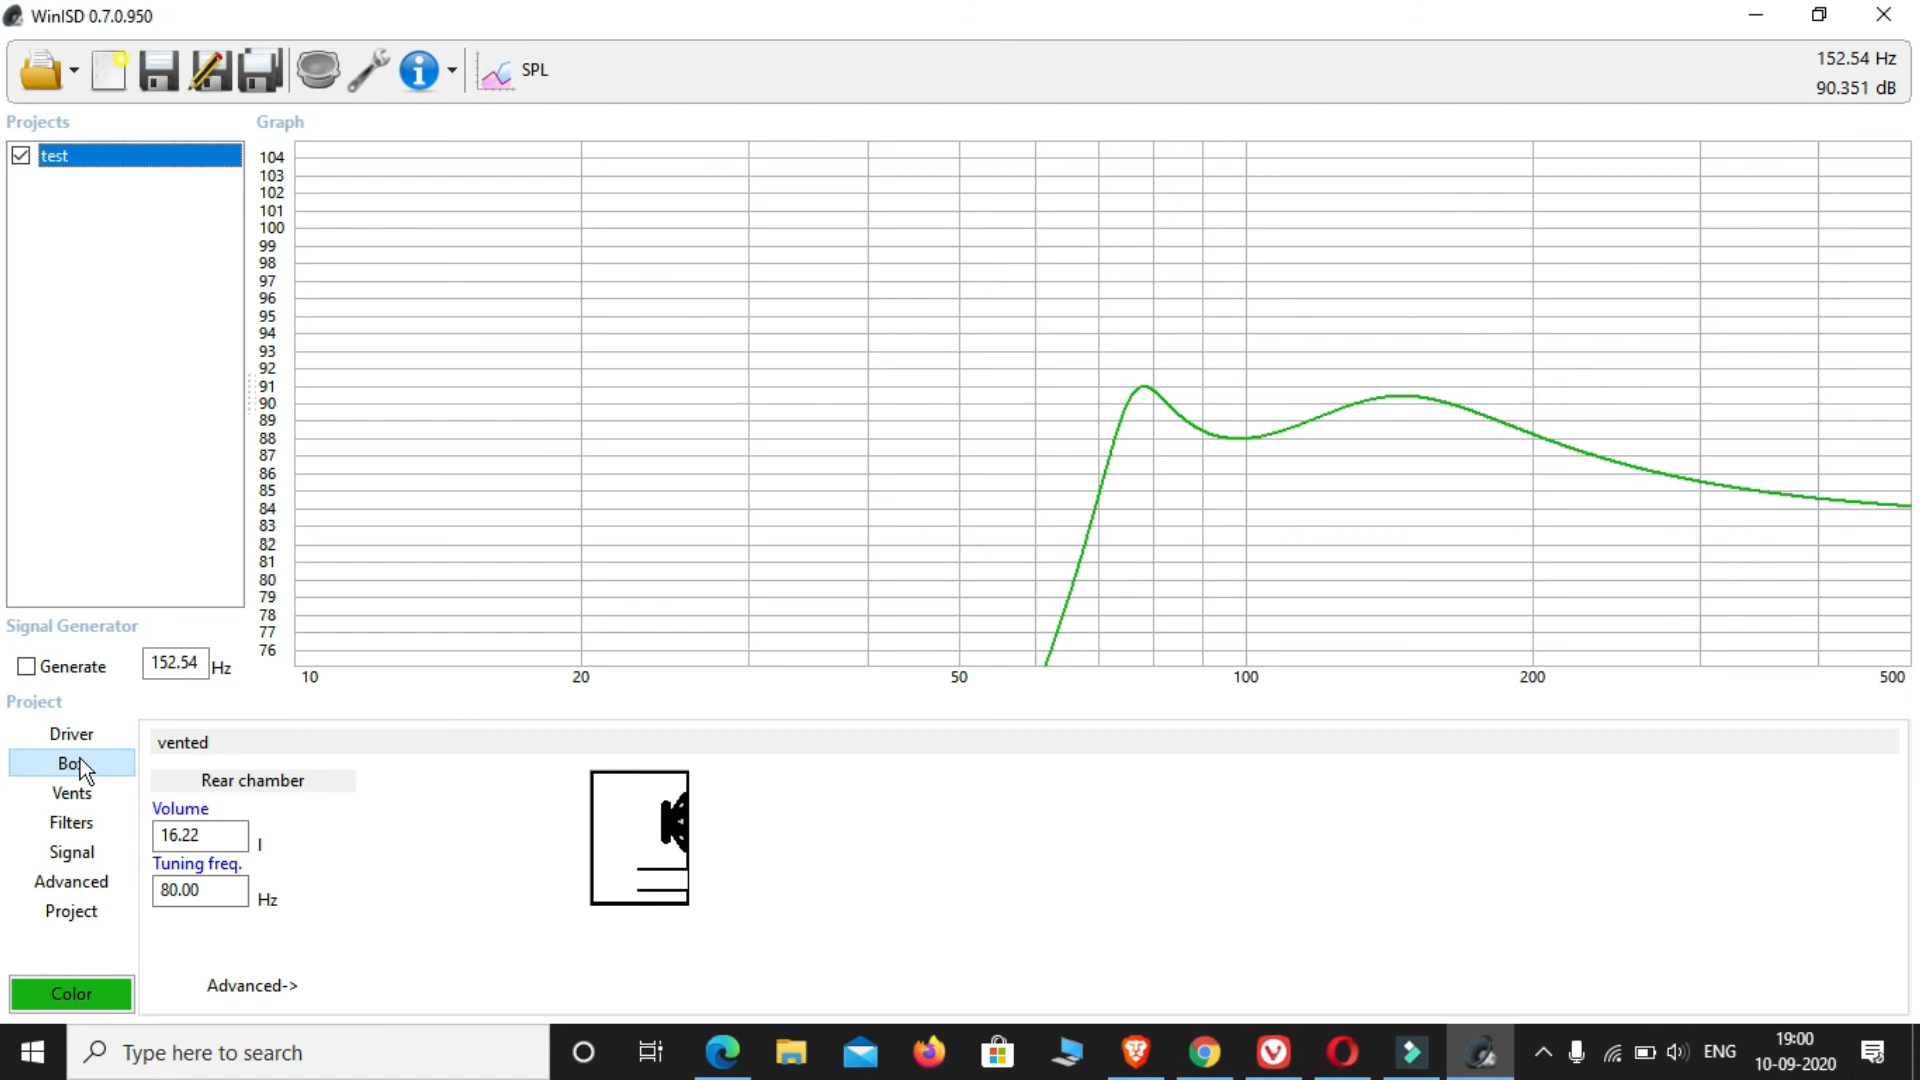 WinISD 0.7.0.950
SPL
152.54 Hz
90.351 dB
Projects
Graph
test
104
103
102
101
100
99
98
97
96
95
94
93
92
91
90
89
88
87
86
85
84
83
82
81
80
79
78
77
76
10
20
50
100
200
500
Signal Generator
Generate
152.54 Hz
Project
Driver
Box
Vents
Filters
Signal
Advanced
Project
Color
vented
Rear chamber
Volume
16.22 l
Tuning freq.
80.00 Hz
Advanced->
Type here to search
ENG
19:00
10-09-2020